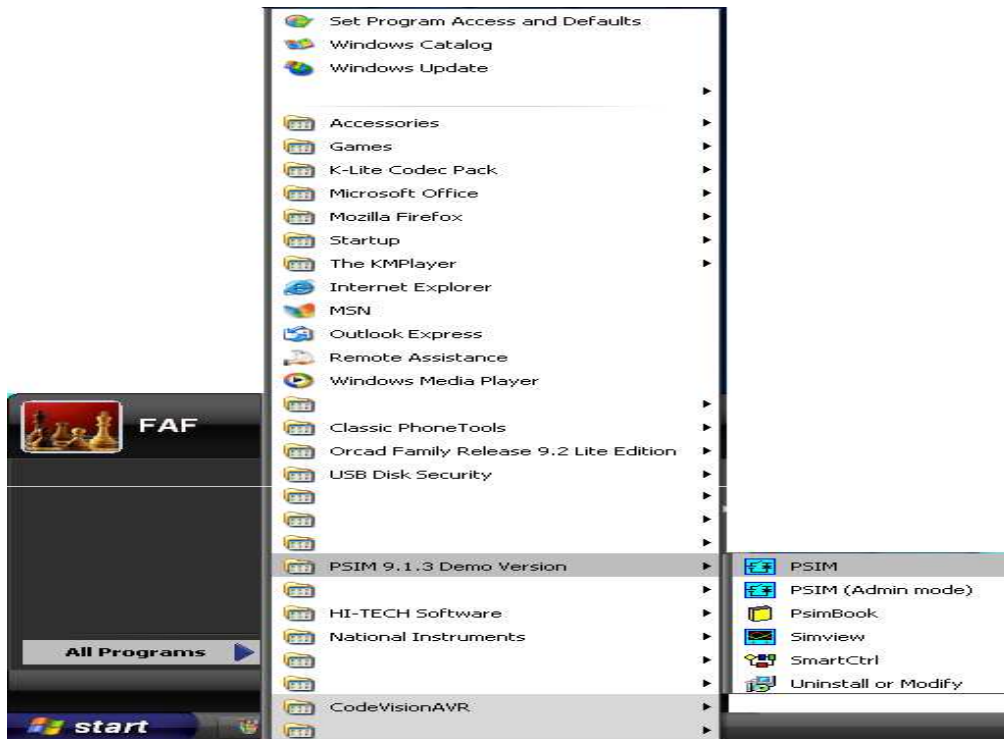 Set Program Access and Defaults
Windows Catalog
Windows Update
Accessories
Games
K-Lite Codec Pack
Microsoft Office
Mozilla Firefox
Startup
The KMPlayer
Internet Explorer
MSN
Outlook Express
Remote Assistance
Windows Media Player
Classic PhoneTools
Orcad Family Release 9.2 Lite Edition
USB Disk Security
PSIM 9.1.3 Demo Version
HI-TECH Software
National Instruments
CodeVisionAVR
PSIM
PSIM (Admin mode)
PsimBook
Simview
SmartCtrl
Uninstall or Modify
FAF
All Programs
start